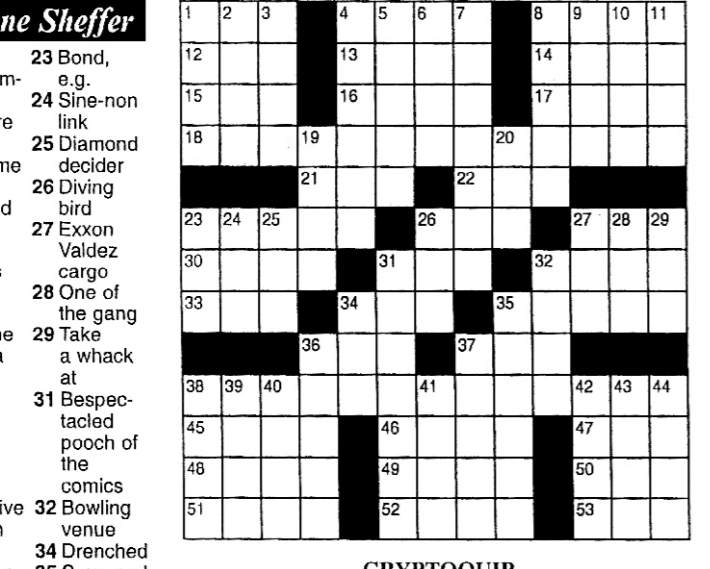 ne Sheffer
23 Bond,
e.g.
24 Sine-non
link
25 Diamond
decider
26 Diving
bird
27 Exxon
Valdez
cargo
28 One of
the gang
29 Take
a whack
at
31 Bespec-
tacled
pooch of
the
comics
32 Bowling
venue
34 Drenched
m-
re
me
d
s
ne
a
ive
n
1 2 3 4 5 6 7 8 9 10 11
12 13 14
15 16 17
18 19 20
21 22
23 24 25 26 27 28 29
30 31 32
33 34 35
36 37
38 39 40 41 42 43 44
45 46 47
48 49 50
51 52 53
CRYPTOQUIP